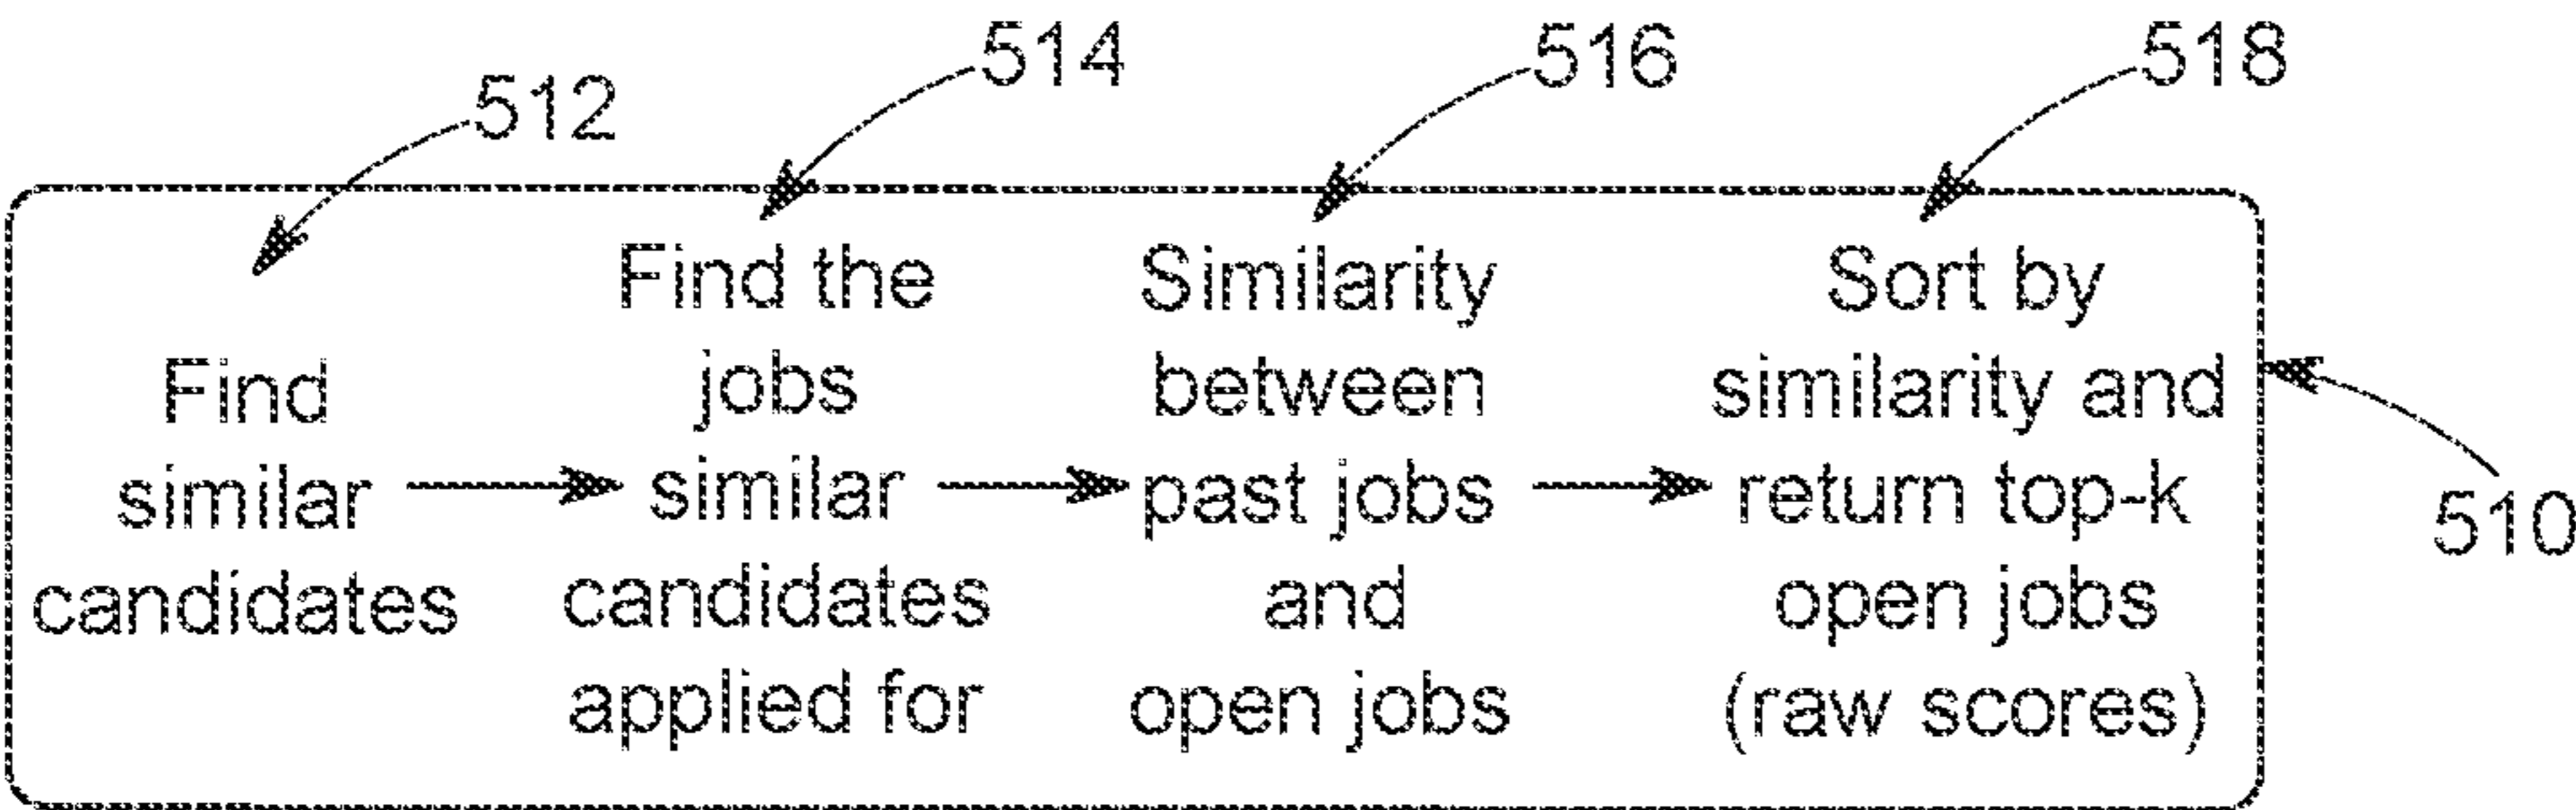 512
514
516
518
Find
similar
candidates
Find the
jobs
similar
candidates
applied for
Similarity
between
past jobs
and
open jobs
Sort by
similarity and
return top-k
open jobs
(raw scores)
510